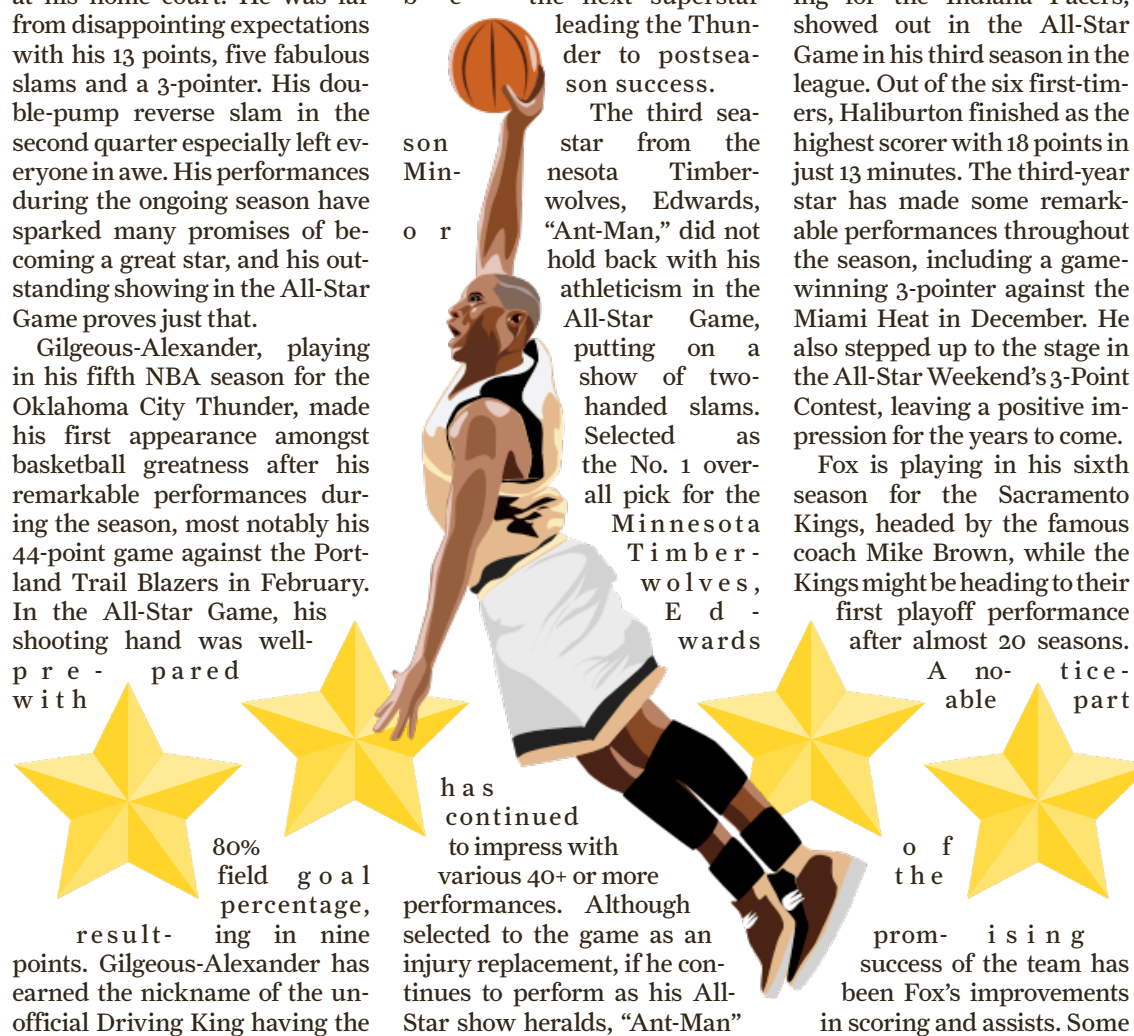 at his home court. He was far
from disappointing expectations
with his 13 points, five fabulous
slams and a 3-pointer. His dou-
ble-pump reverse slam in the
second quarter especially left ev-
eryone in awe. His performances
during the ongoing season have
sparked many promises of be-
coming a great star, and his out-
standing showing in the All-Star
Game proves just that.
Gilgeous-Alexander, playing
in his fifth NBA season for the
Oklahoma City Thunder, made
his first appearance amongst
basketball greatness after his
remarkable performances dur-
ing the season, most notably his
44-point game against the Port-
land Trail Blazers in February.
In the All-Star Game, his
shooting hand was well-
pre- pared
with
80%
field goal
percentage,
result- ing in nine
points. Gilgeous-Alexander has
earned the nickname of the un-
official Driving King having the
be the next superstar
leading the Thun-
der to postsea-
son success.
The third sea-
son star from the
Min- nesota Timber-
wolves, Edwards,
or “Ant-Man,” did not
hold back with his
athleticism in the
All-Star Game,
putting on a
show of two-
handed slams.
Selected as
the No. 1 over-
all pick for the
Minnesota
Timber-
wolves,
Ed-
wards
has
continued
to impress with
various 40+ or more
performances. Although
selected to the game as an
injury replacement, if he con-
tinues to perform as his All-
Star show heralds, “Ant-Man”
ing for the Indiana Pacers,
showed out in the All-Star
Game in his third season in the
league. Out of the six first-tim-
ers, Haliburton finished as the
highest scorer with 18 points in
just 13 minutes. The third-year
star has made some remark-
able performances throughout
the season, including a game-
winning 3-pointer against the
Miami Heat in December. He
also stepped up to the stage in
the All-Star Weekend’s 3-Point
Contest, leaving a positive im-
pression for the years to come.
Fox is playing in his sixth
season for the Sacramento
Kings, headed by the famous
coach Mike Brown, while the
Kings might be heading to their
first playoff performance
after almost 20 seasons.
A no- tice-
able part
of
the
prom- ising
success of the team has
been Fox’s improvements
in scoring and assists. Some